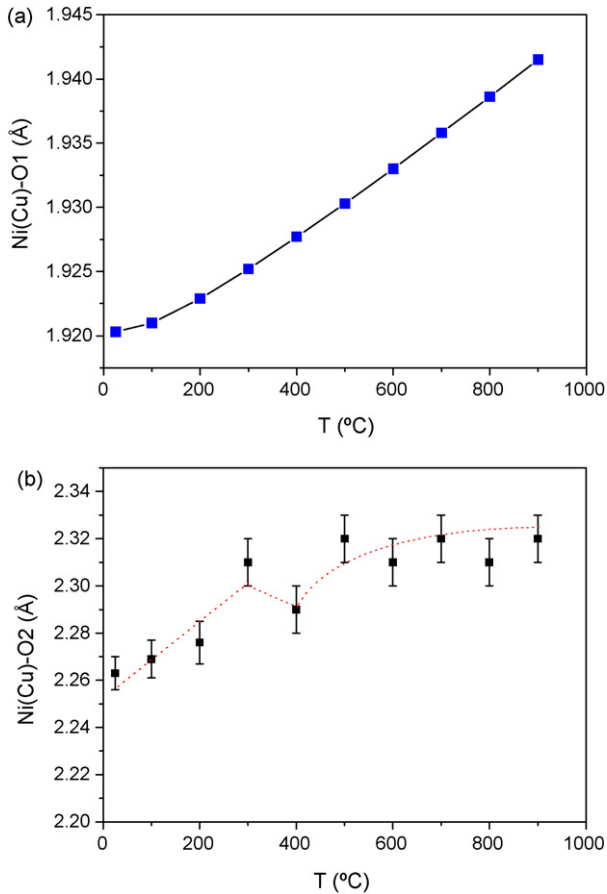 (a)
1.945
1.940
1.935
1.930
1.925
1.920
Ni(Cu)-O1 (Å)
0 200 400 600 800 1000
T (ºC)
(b)
2.34
2.32
2.30
2.28
2.26
2.24
2.22
2.20
Ni(Cu)-O2 (Å)
0 200 400 600 800 1000
T (ºC)